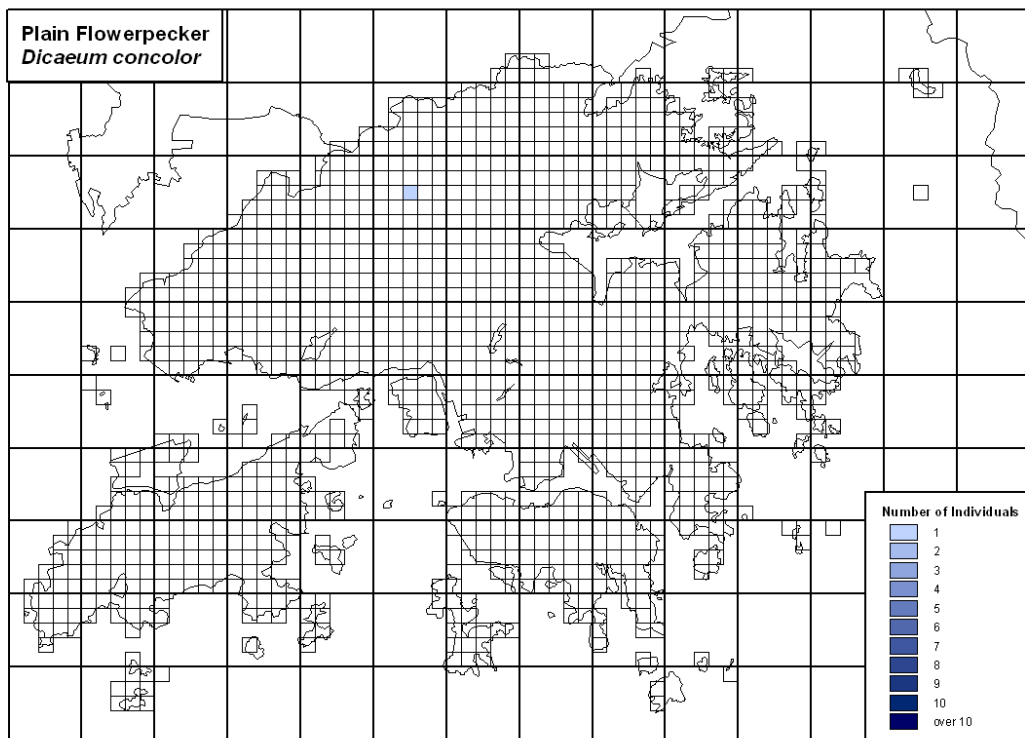 Plain Flowerpecker
Dicaeum concolor
Number of Individuals
1
2
3
4
5
6
7
8
9
10
over 10